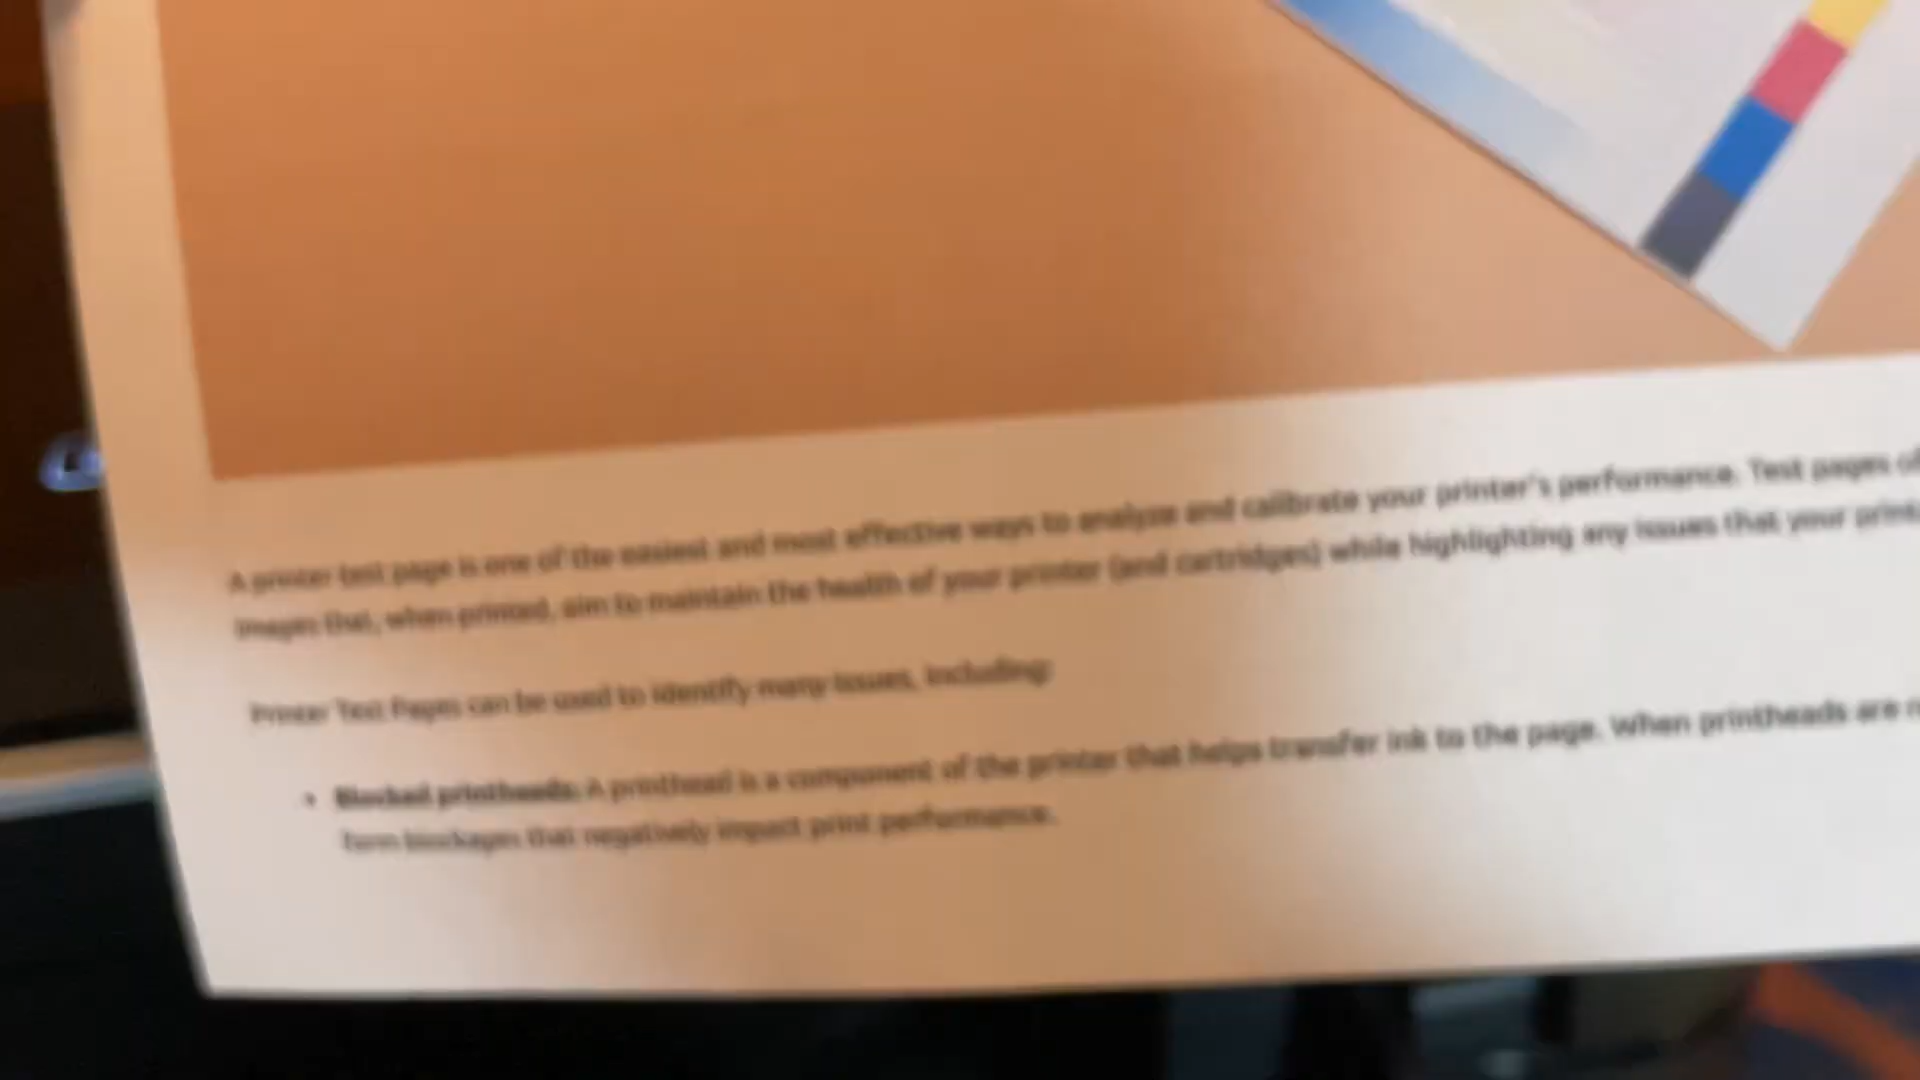 A printer test page is one of the easiest and most effective ways to analyze and calibrate your printer's performance. Test pages
images that, when printed, aim to maintain the health of your printer (and cartridges) while highlighting any issues that your
Printer Test Pages can be used to identify many issues, including:
• Blocked printheads: A printhead is a component of the printer that helps transfer ink to the page. When printheads are
form blockages that negatively impact print performance.